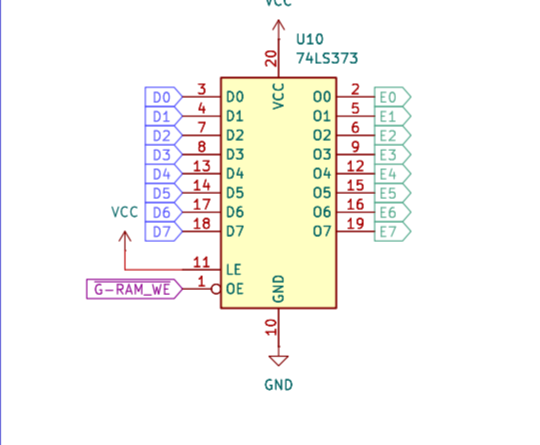 VCC
U10
74LS373
20
VCC
D0 3 D0 O0 2 E0
D1 4 D1 O1 5 E1
D2 7 D2 O2 6 E2
D3 8 D3 O3 9 E3
D4 13 D4 O4 12 E4
D5 14 D5 O5 15 E5
D6 17 D6 O6 16 E6
D7 18 D7 O7 19 E7
VCC
11 LE
G-RAM_WE 1 OE
GND
10
GND